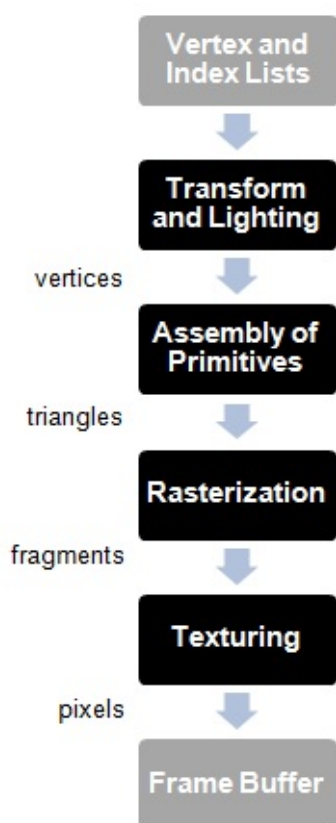 Vertex and
Index Lists
Transform
and Lighting
vertices
Assembly of
Primitives
triangles
Rasterization
fragments
Texturing
pixels
Frame Buffer